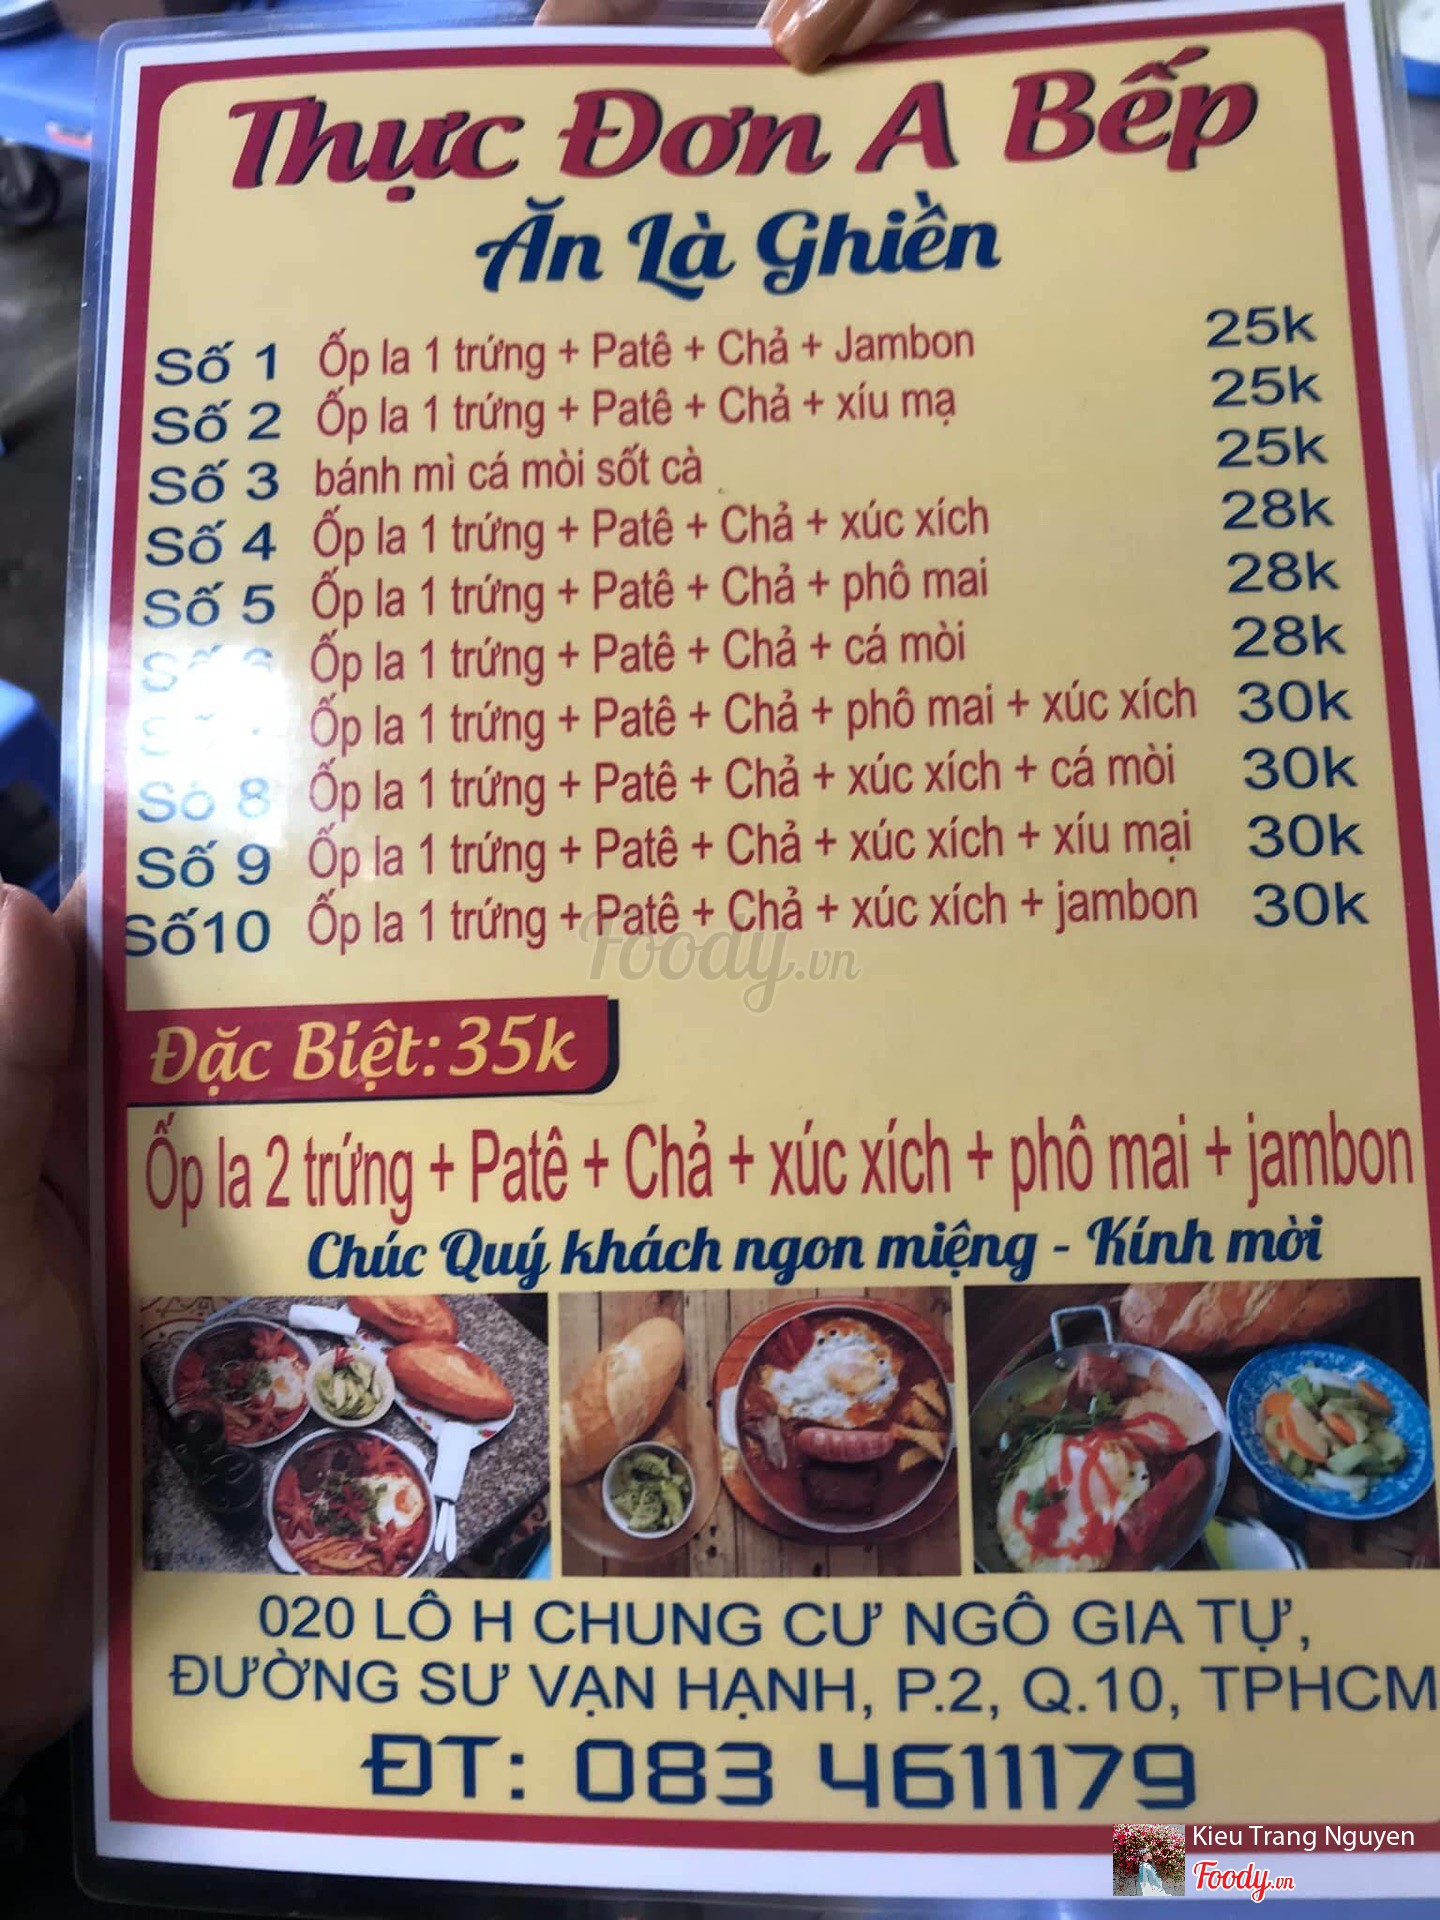 Thực Đơn A Bếp
Ăn Là Ghiền
Số 1 Ốp la 1 trứng + Patê + Chả + Jambon 25k
Số 2 Ốp la 1 trứng + Patê + Chả + xíu mạ 25k
Số 3 bánh mì cá mòi sốt cà 25k
Số 4 Ốp la 1 trứng + Patê + Chả + xúc xích 28k
Số 5 Ốp la 1 trứng + Patê + Chả + phô mai 28k
Ốp la 1 trứng + Patê + Chả + cá mòi 28k
Ốp la 1 trứng + Patê + Chả + phô mai + xúc xích 30k
Số 8 Ốp la 1 trứng + Patê + Chả + xúc xích + cá mòi 30k
Số 9 Ốp la 1 trứng + Patê + Chả + xúc xích + xíu mại 30k
Số10 Ốp la 1 trứng + Patê + Chả + xúc xích + jambon 30k
Foody.vn
Đặc Biệt: 35k
Ốp la 2 trứng + Patê + Chả + xúc xích + phô mai + jambon
Chúc Quý khách ngon miệng - Kính mời
020 LÔ H CHUNG CƯ NGÔ GIA TỰ,
ĐƯỜNG SƯ VẠN HẠNH, P.2, Q.10, TPHCM
ĐT: 083 4611179
Kieu Trang Nguyen
Foody.vn